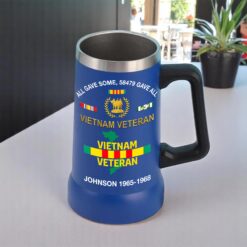 ALL GAVE SOME, 58479 GAVE ALL
VIETNAM VETERAN
VIETNAM
VETERAN
JOHNSON 1965-1968